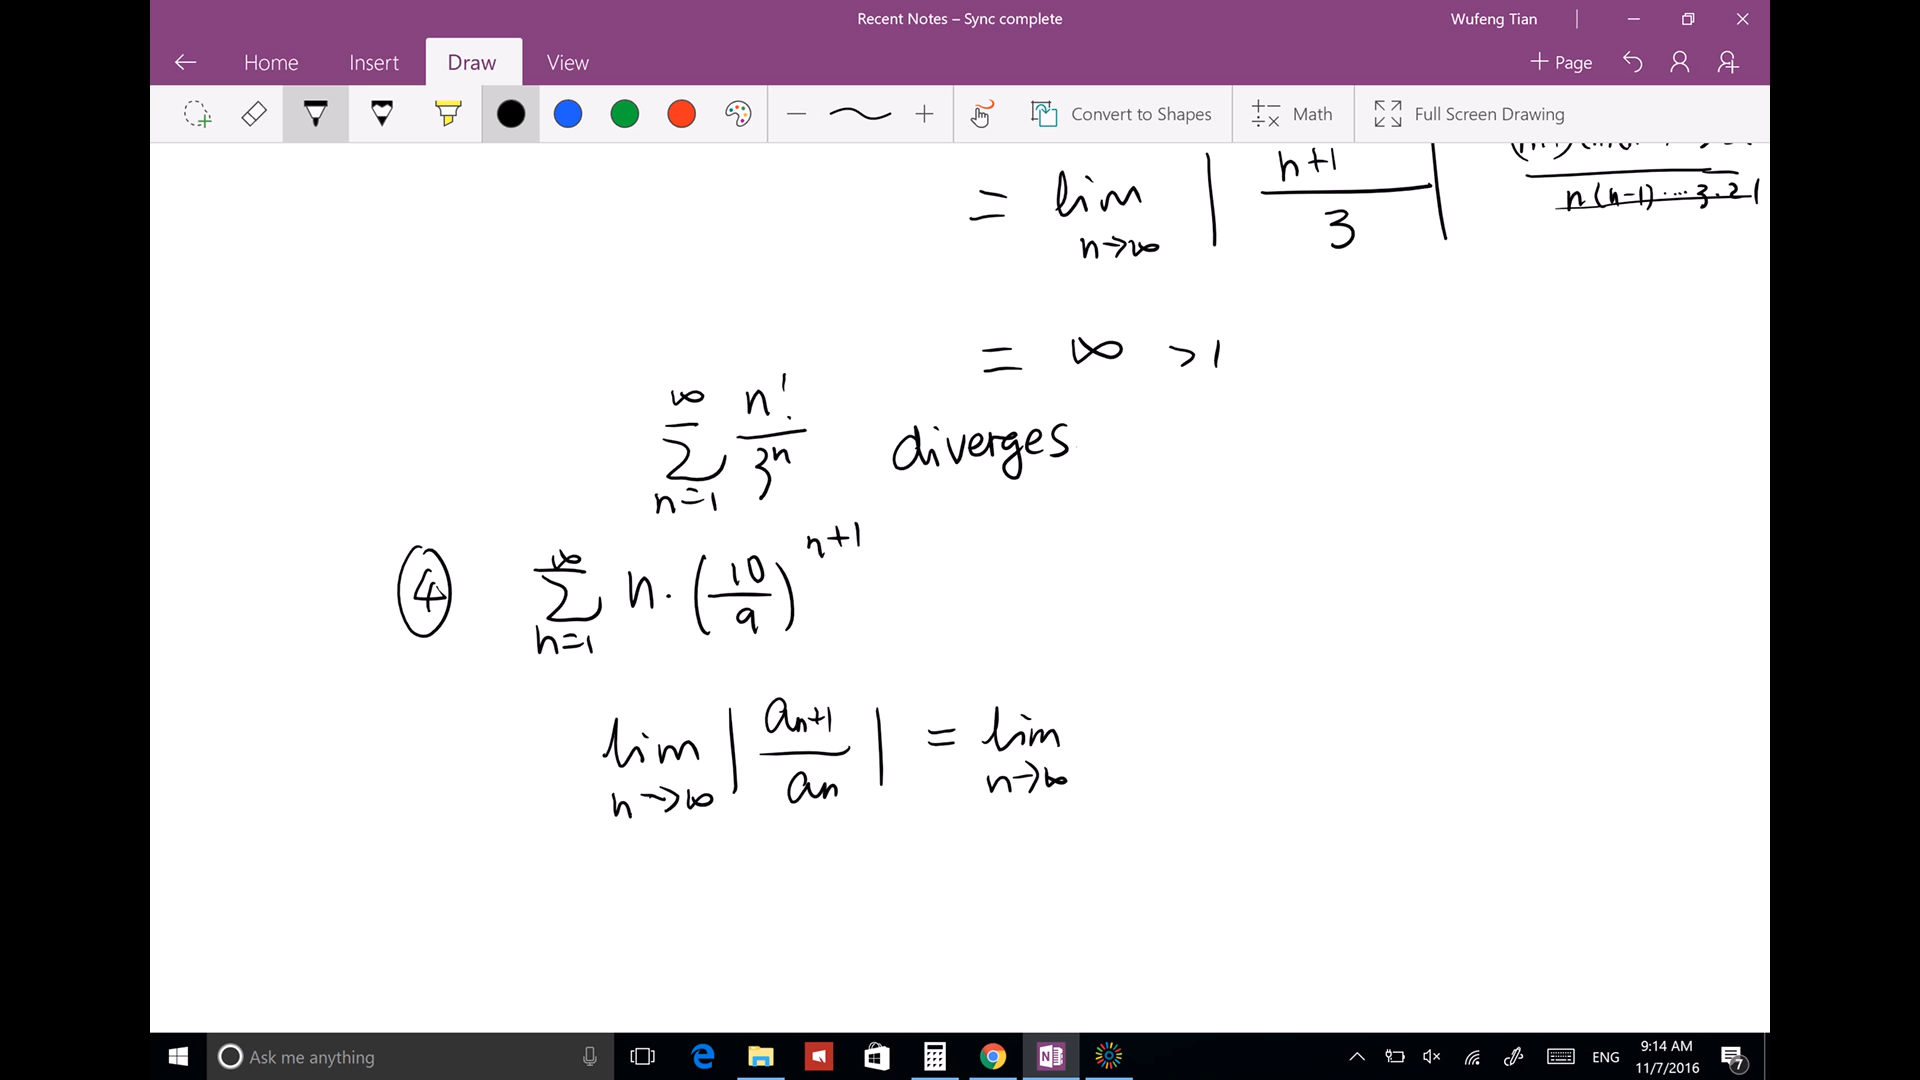 Recent Notes – Sync complete
Wufeng Tian
Home Insert Draw View
+ Page
Convert to Shapes
Math
Full Screen Drawing
= lim n→∞ | n+1 / 3 |
n(n-1) ... 3·2·1
= ∞ >1
∞ Σ n=1 n! / 3^n diverges
④ ∞ Σ n=1 n · (10/9)^n+1
lim n→∞ | an+1 / an | = lim n→∞
Ask me anything
ENG
9:14 AM
11/7/2016
7